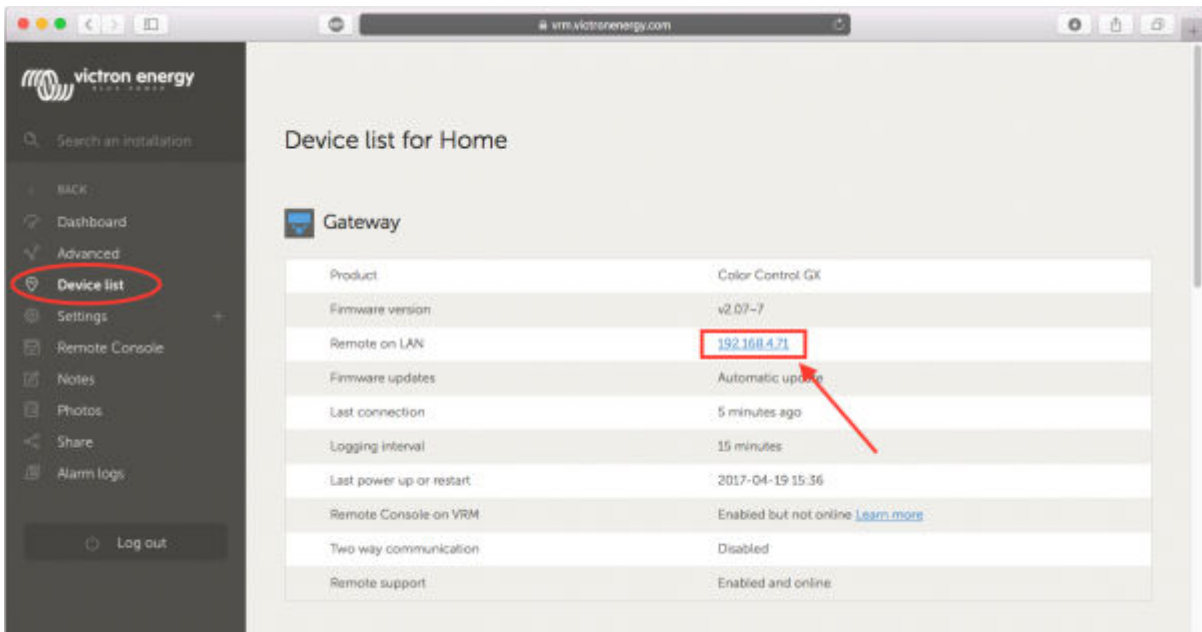 vrm.victronenergy.com
victron energy
BLUE POWER
Search an installation
BACK
Dashboard
Advanced
Device list
Settings
Remote Console
Notes
Photos
Share
Alarm logs
Log out
Device list for Home
Gateway
Product Color Control GX
Firmware version v2.07~7
Remote on LAN 192.168.4.71
Firmware updates Automatic update
Last connection 5 minutes ago
Logging interval 15 minutes
Last power up or restart 2017-04-19 15:36
Remote Console on VRM Enabled but not online Learn more
Two way communication Disabled
Remote support Enabled and online